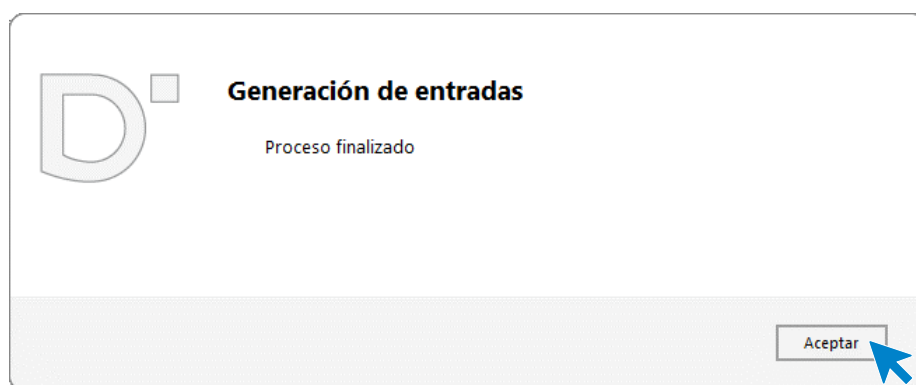 Generación de entradas
Proceso finalizado
Aceptar